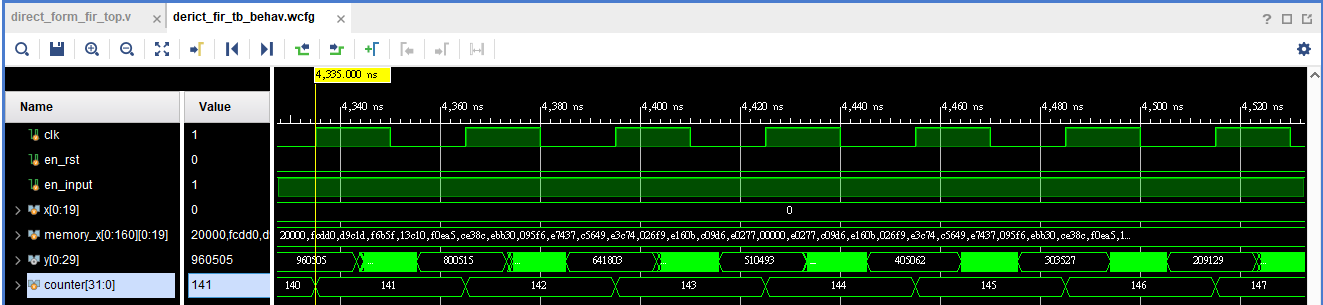 direct_form_fir_top.v × derict_fir_tb_behav.wcfg × ?
4,335.000 ns
Name Value 4,340 ns 4,360 ns 4,380 ns 4,400 ns 4,420 ns 4,440 ns 4,460 ns 4,480 ns 4,500 ns 4,520 ns
clk 1
en_rst 0
en_input 1
x[0:19] 0 0
memory_x[0:160][0:19] 20000,fcdd0,d 20000,fcdd0,d9c1d,f6b5f,13c10,f0ea5,ce38c,ebb30,095f6,e7437,c5649,e3c74,026f9,e160b,c09d6,e0277,00000,e0277,c09d6,e160b,026f9,e3c74,c5649,e7437,095f6,ebb30,ce38c,f0ea5,1...
y[0:29] 960505 960505 ... 800515 641803 510493 405062 303527 209129 ...
counter[31:0] 141 140 141 142 143 144 145 146 147